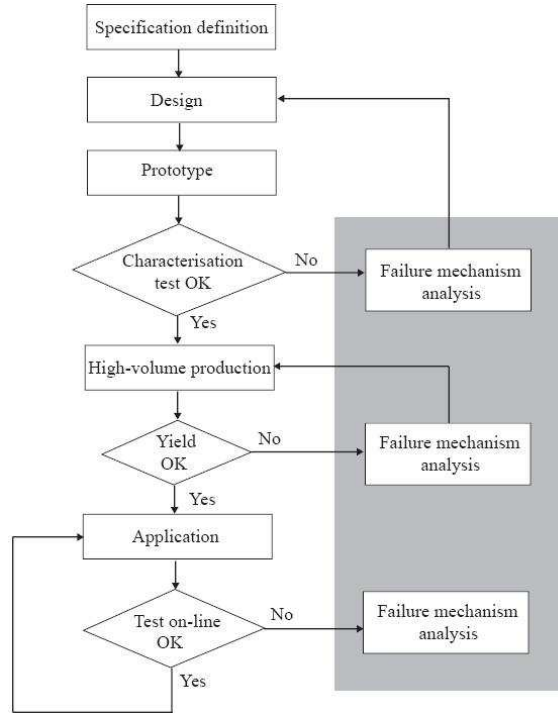 Specification definition
Design
Prototype
Characterisation
test OK
No
Failure mechanism
analysis
Yes
High-volume production
Yield
OK
No
Failure mechanism
analysis
Yes
Application
Test on-line
OK
No
Failure mechanism
analysis
Yes